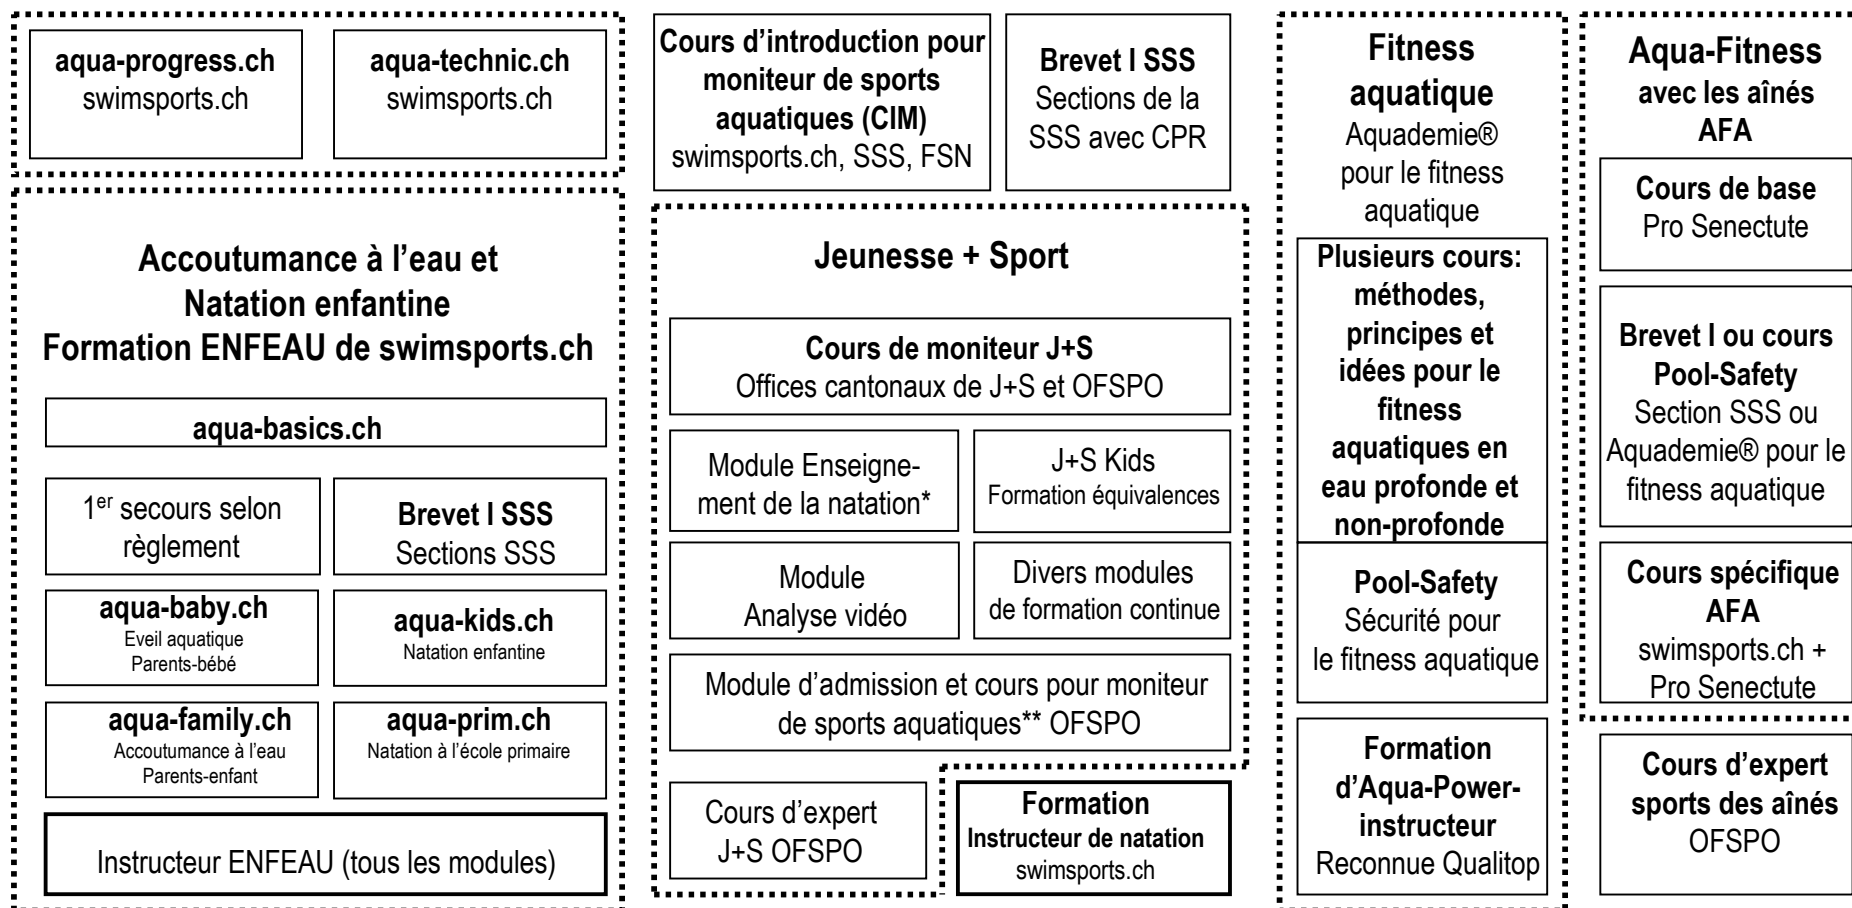 aqua-progress.ch
swimsports.ch
aqua-technic.ch
swimsports.ch
Accoutumance à l’eau et
Natation enfantine
Formation ENFEAU de swimsports.ch
aqua-basics.ch
1er secours selon
règlement
Brevet I SSS
Sections SSS
aqua-baby.ch
Eveil aquatique
Parents-bébé
aqua-kids.ch
Natation enfantine
aqua-family.ch
Accoutumance à l’eau
Parents-enfant
aqua-prim.ch
Natation à l’école primaire
Instructeur ENFEAU (tous les modules)
Cours d’introduction pour
moniteur de sports
aquatiques (CIM)
swimsports.ch, SSS, FSN
Brevet I SSS
Sections de la
SSS avec CPR
Jeunesse + Sport
Cours de moniteur J+S
Offices cantonaux de J+S et OFSPO
Module Enseigne-
ment de la natation*
J+S Kids
Formation équivalences
Module
Analyse vidéo
Divers modules
de formation continue
Module d’admission et cours pour moniteur
de sports aquatiques** OFSPO
Cours d’expert
J+S OFSPO
Formation
Instructeur de natation
swimsports.ch
Fitness
aquatique
Aquademie®
pour le fitness
aquatique
Plusieurs cours:
méthodes,
principes et
idées pour le
fitness
aquatiques en
eau profonde et
non-profonde
Pool-Safety
Sécurité pour
le fitness aquatique
Formation
d’Aqua-Power-
instructeur
Reconnue Qualitop
Aqua-Fitness
avec les aînés
AFA
Cours de base
Pro Senectute
Brevet I ou cours
Pool-Safety
Section SSS ou
Aquademie® pour le
fitness aquatique
Cours spécifique
AFA
swimsports.ch +
Pro Senectute
Cours d’expert
sports des aînés
OFSPO